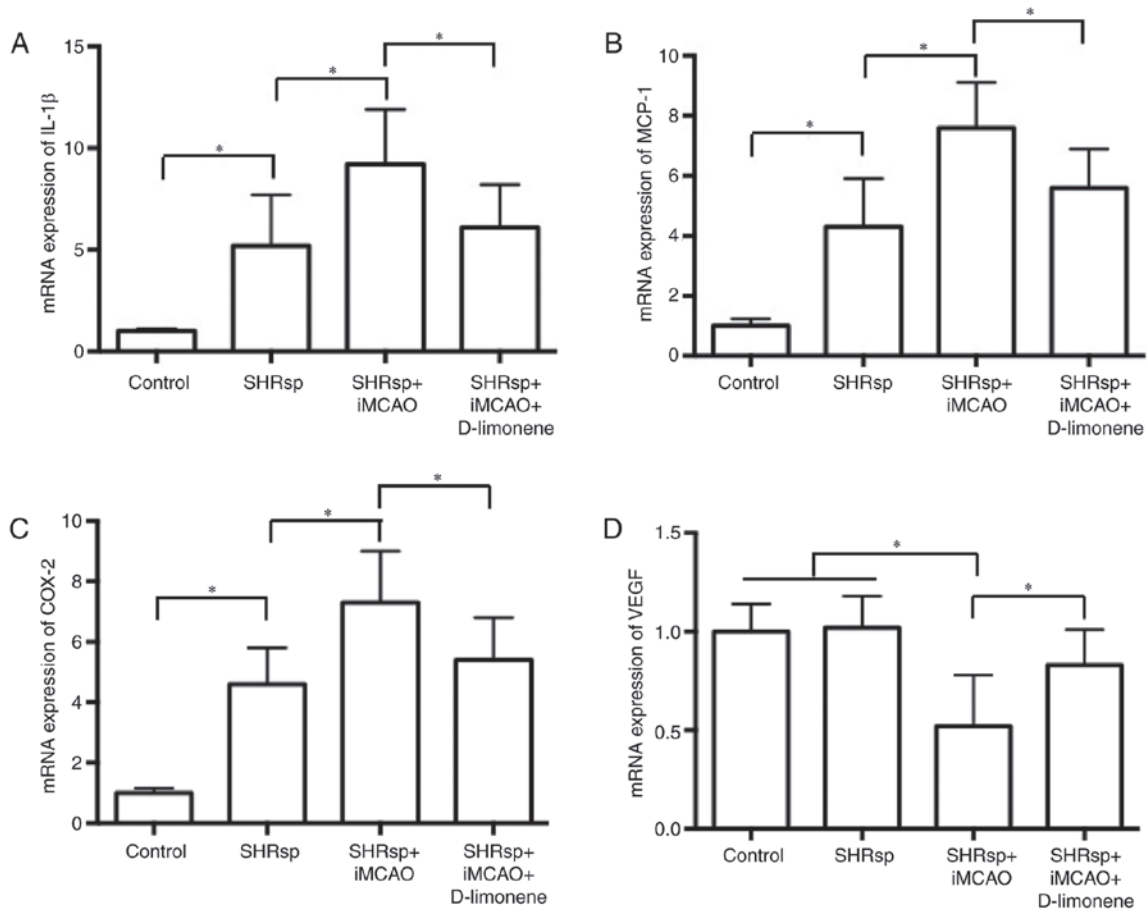 A
mRNA expression of IL-1β
15
10
5
0
*
*
*
Control
SHRsp
SHRsp+
iMCAO
SHRsp+
iMCAO+
D-limonene
B
mRNA expression of MCP-1
10
8
6
4
2
0
*
*
*
Control
SHRsp
SHRsp+
iMCAO
SHRsp+
iMCAO+
D-limonene
C
mRNA expression of COX-2
10
8
6
4
2
0
*
*
*
Control
SHRsp
SHRsp+
iMCAO
SHRsp+
iMCAO+
D-limonene
D
mRNA expression of VEGF
1.5
1.0
0.5
0.0
*
*
Control
SHRsp
SHRsp+
iMCAO
SHRsp+
iMCAO+
D-limonene